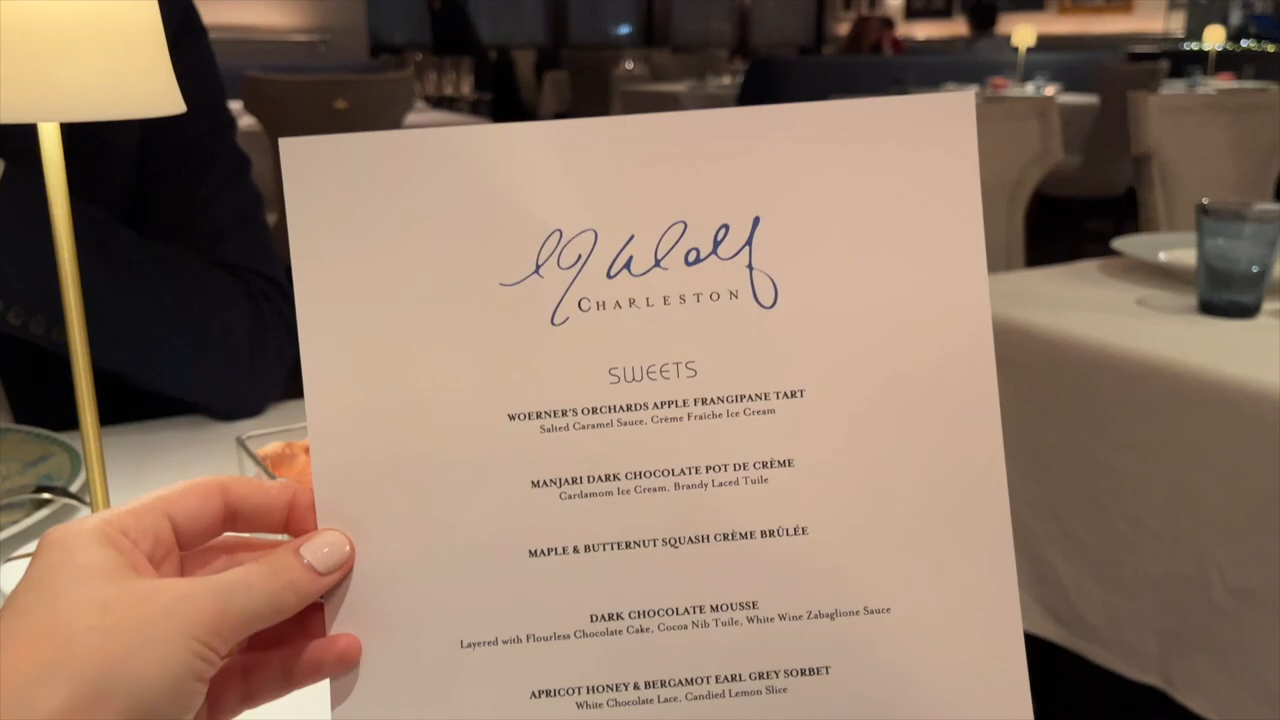 Wolf
CHARLESTON
SWEETS
WOERNER'S ORCHARDS APPLE FRANGIPANE TART
Salted Caramel Sauce, Crème Fraîche Ice Cream
MANJARI DARK CHOCOLATE POT DE CRÈME
Cardamom Ice Cream, Brandy Laced Tuile
MAPLE & BUTTERNUT SQUASH CRÈME BRÛLÉE
DARK CHOCOLATE MOUSSE
Layered with Flourless Chocolate Cake, Cocoa Nib Tuile, White Wine Zabaglione Sauce
APRICOT HONEY & BERGAMOT EARL GREY SORBET
White Chocolate Lace, Candied Lemon Slice